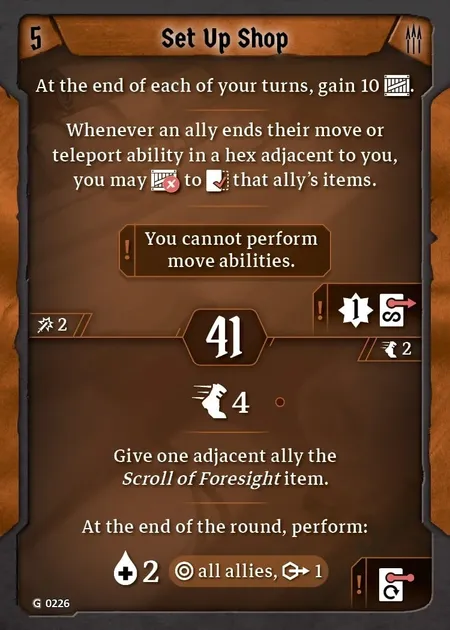 5
Set Up Shop
At the end of each of your turns, gain 10 .
Whenever an ally ends their move or
teleport ability in a hex adjacent to you,
you may to that ally's items.
! You cannot perform
move abilities.
! 1
2
41
2
4
Give one adjacent ally the
Scroll of Foresight item.
At the end of the round, perform:
2 all allies, 1
!
G 0226